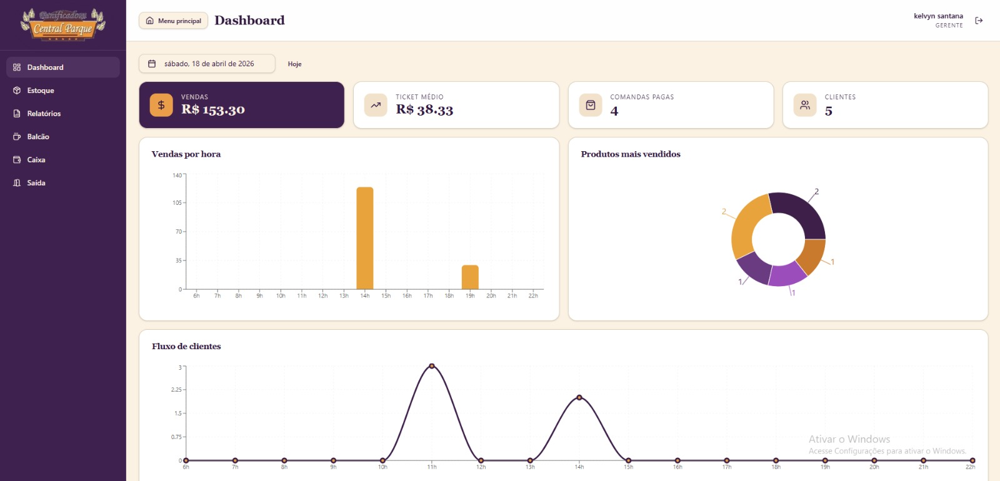 Panificadora
Central Parque
Dashboard
Estoque
Relatórios
Balcão
Caixa
Saída
Menu principal
Dashboard
kelvyn santana
GERENTE
sábado, 18 de abril de 2026
Hoje
VENDAS
R$ 153.30
TICKET MÉDIO
R$ 38.33
COMANDAS PAGAS
4
CLIENTES
5
Vendas por hora
140
105
70
35
0
6h 7h 8h 9h 10h 11h 12h 13h 14h 15h 16h 17h 18h 19h 20h 21h 22h
Produtos mais vendidos
2
2
1
1
1
Fluxo de clientes
3
2.25
1.5
0.75
0
6h 7h 8h 9h 10h 11h 12h 13h 14h 15h 16h 17h 18h 19h 20h 21h 22h
Ativar o Windows
Acesse Configurações para ativar o Windows.